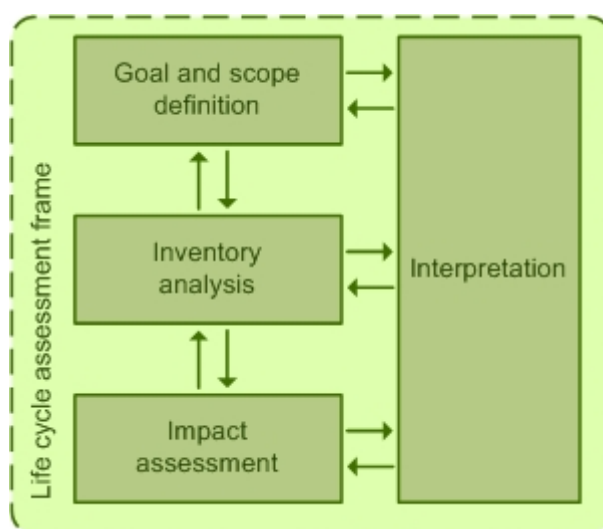 Goal and scope
definition
Inventory
analysis
Impact
assessment
Interpretation
Life cycle assessment frame